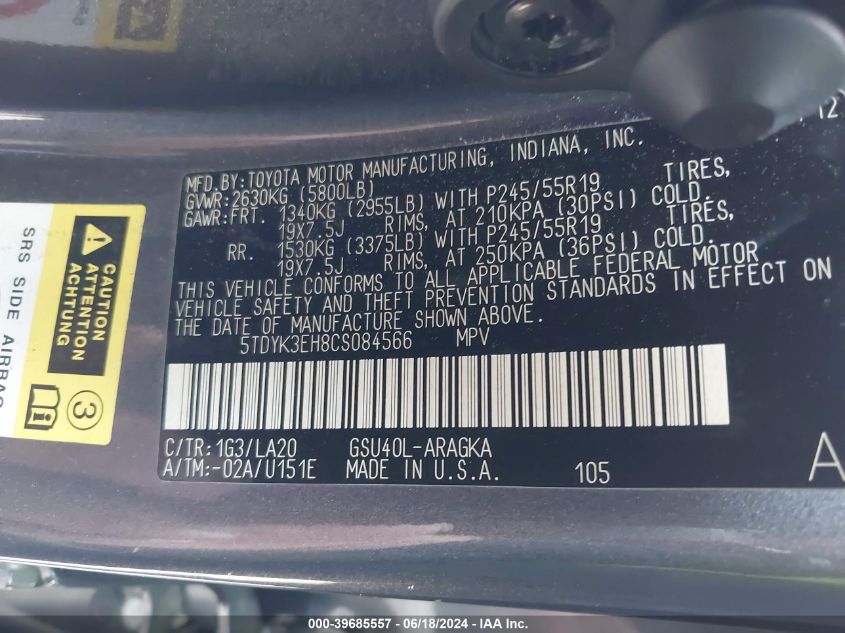 12
MFD.BY:TOYOTA MOTOR MANUFACTURING, INDIANA, INC.
GVWR:2630KG (5800LB)
GAWR:FRT. 1340KG (2955LB) WITH P245/55R19 TIRES,
19X7.5J RIMS, AT 210KPA (30PSI) COLD.
RR. 1530KG (3375LB) WITH P245/55R19 TIRES,
19X7.5J RIMS, AT 250KPA (36PSI) COLD.
THIS VEHICLE CONFORMS TO ALL APPLICABLE FEDERAL MOTOR
VEHICLE SAFETY AND THEFT PREVENTION STANDARDS IN EFFECT ON
THE DATE OF MANUFACTURE SHOWN ABOVE.
5TDYK3EH8CS084566 MPV
C/TR:1G3/LA20 GSU40L-ARAGKA
A/TM:-02A/U151E MADE IN U.S.A. 105
A
SRS SIDE AIRBAG
CAUTION
ATTENTION
ACHTUNG
3
000-39685557 - 06/18/2024 - IAAI, Inc.